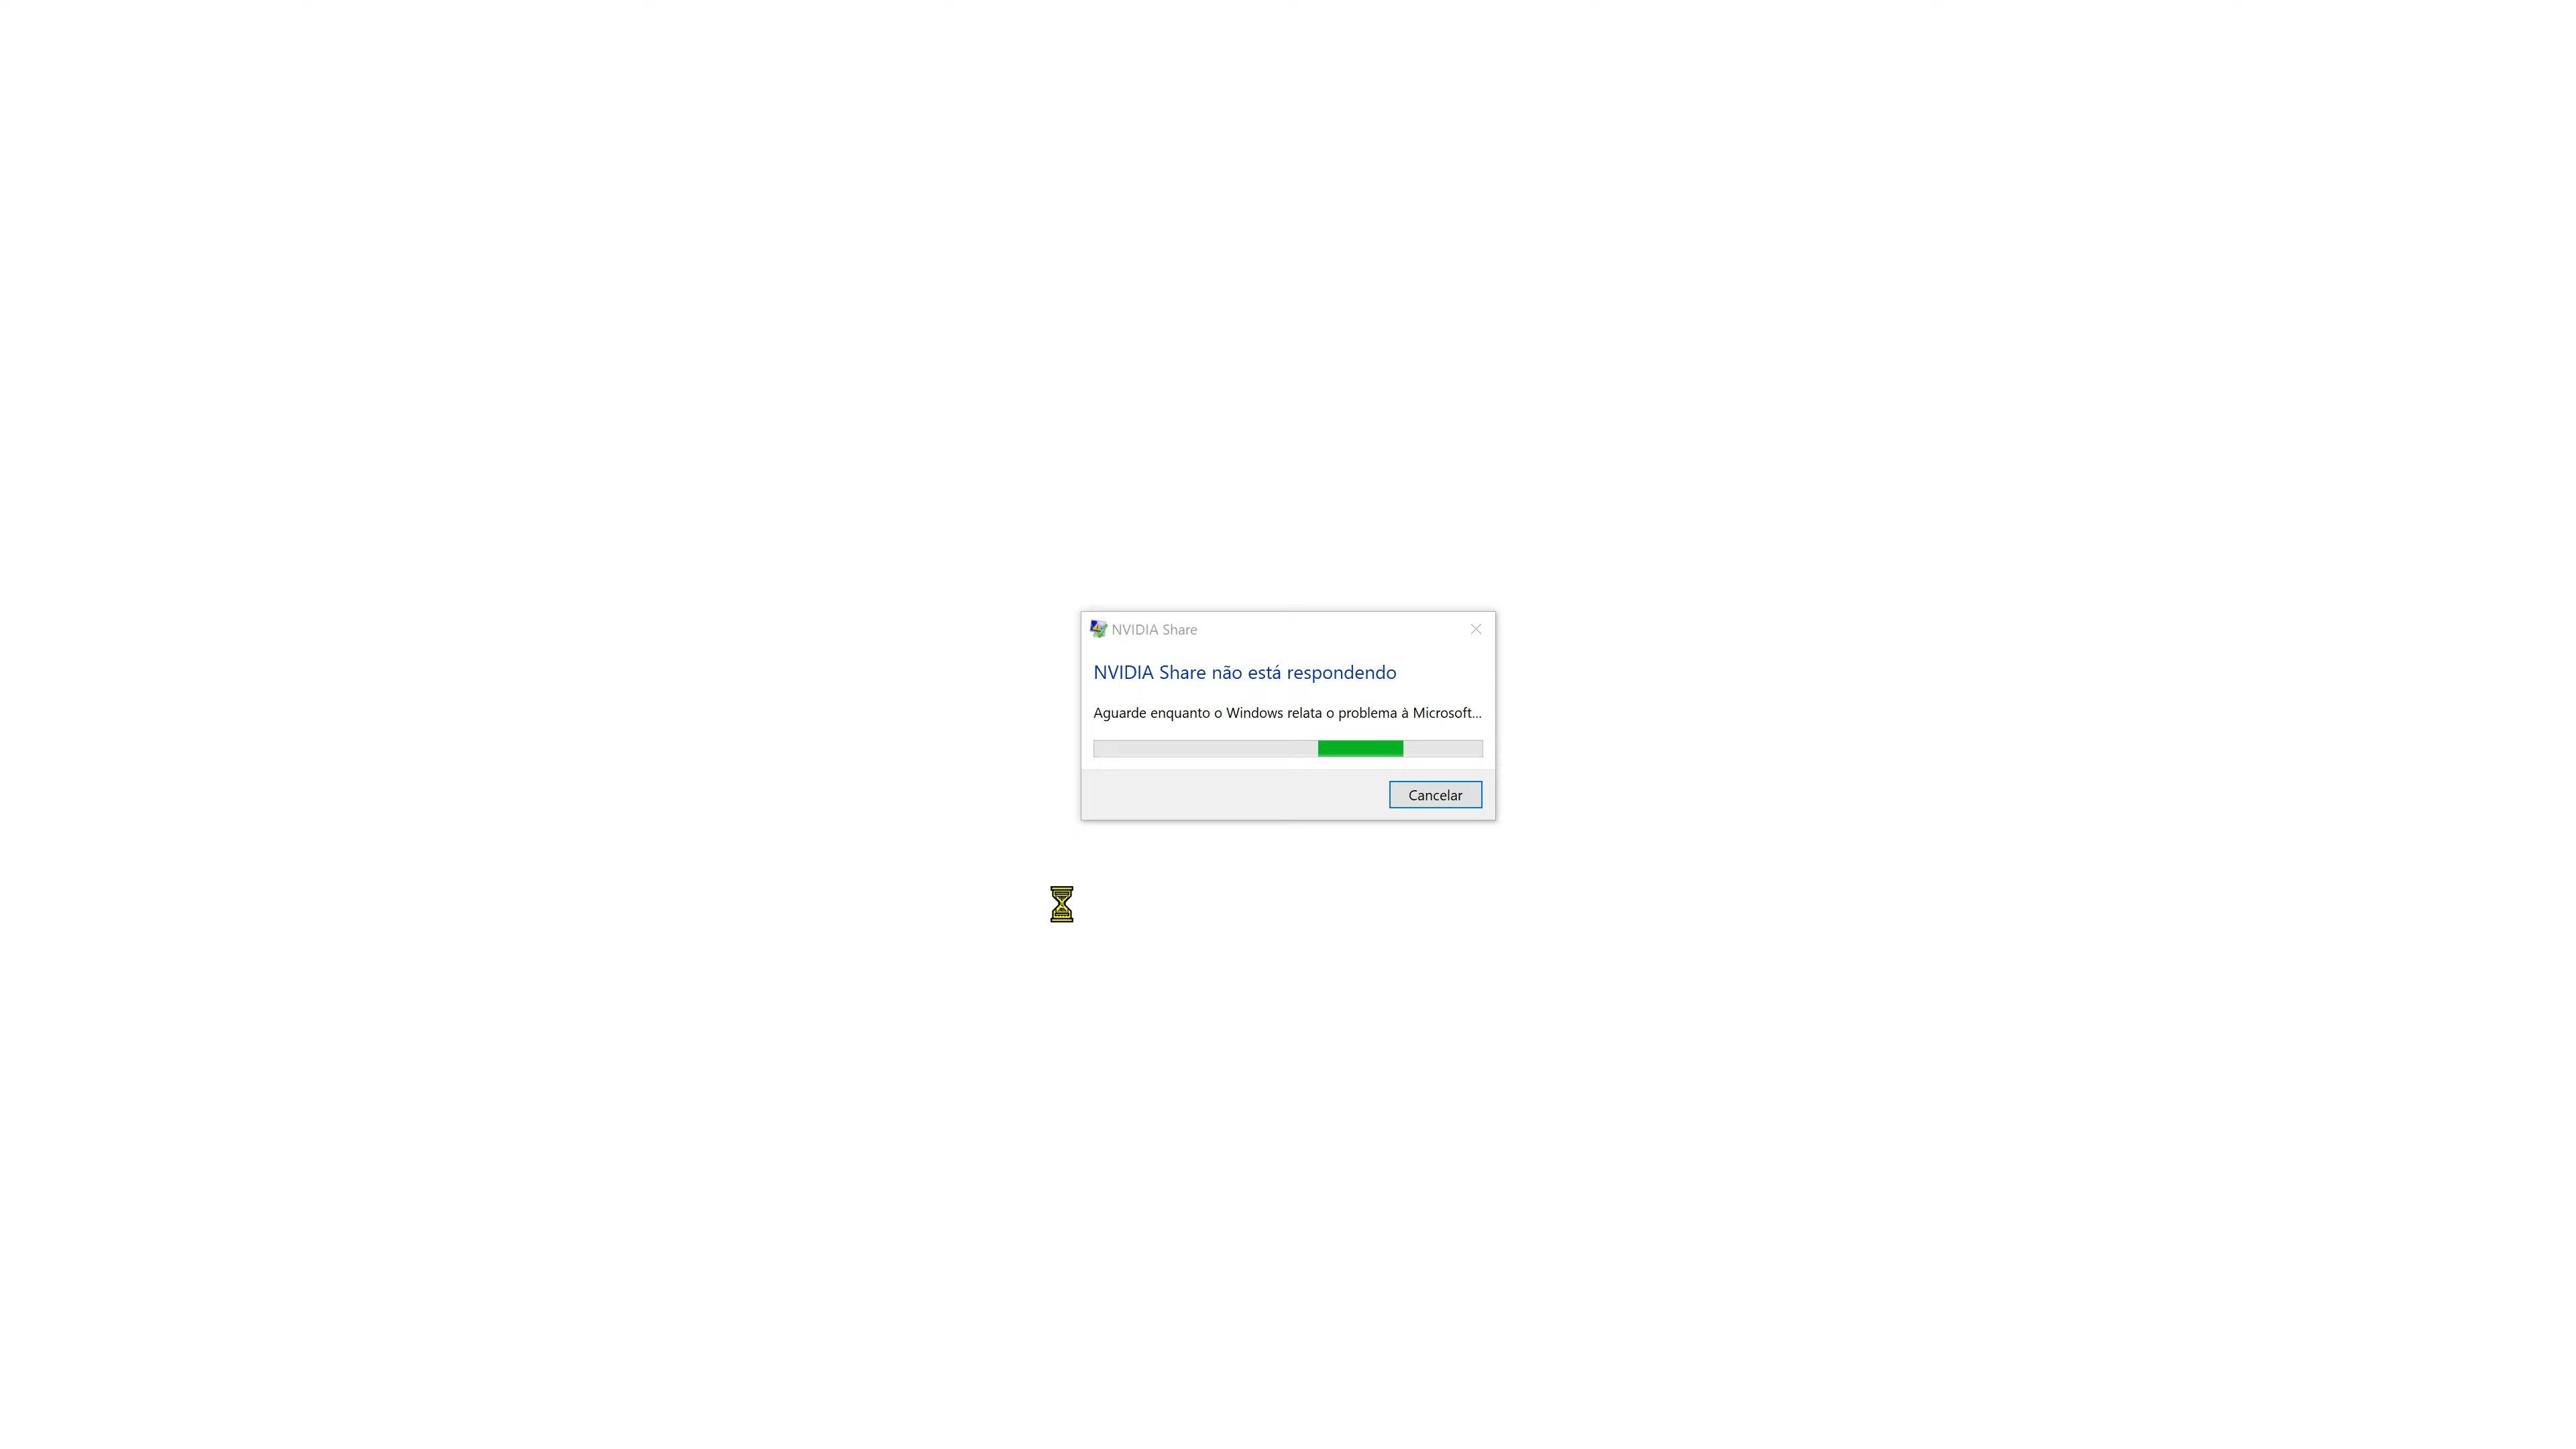 NVIDIA Share
NVIDIA Share não está respondendo
Aguarde enquanto o Windows relata o problema à Microsoft...
Cancelar